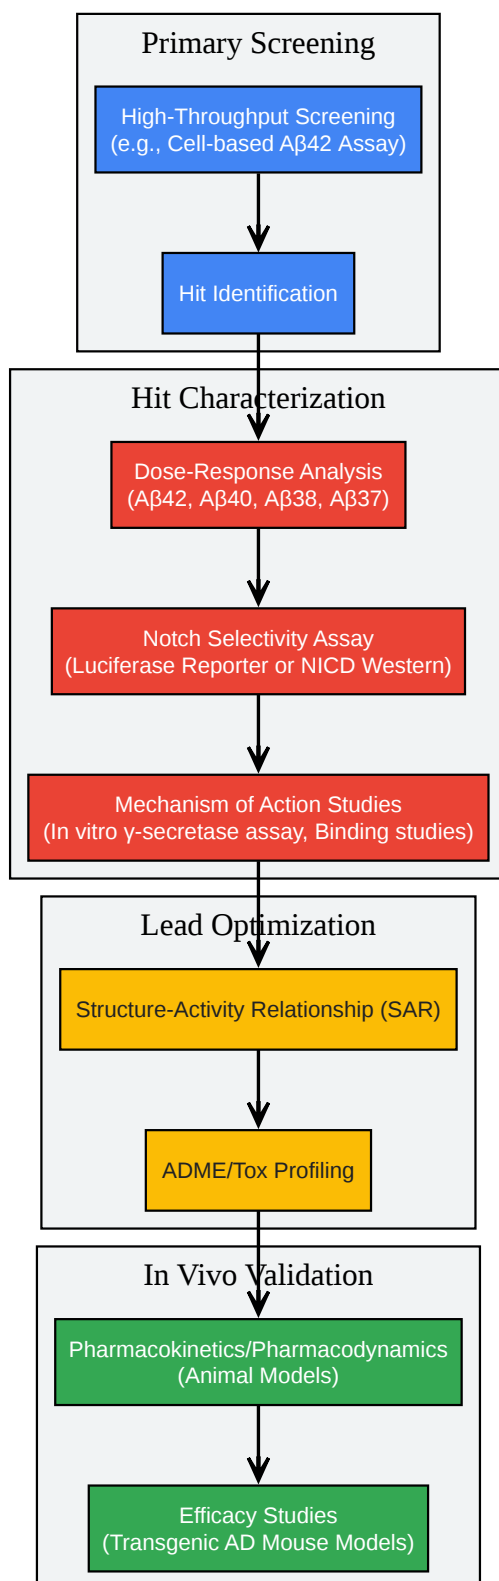 Primary Screening
High-Throughput Screening
(e.g., Cell-based Aβ42 Assay)
Hit Identification
Hit Characterization
Dose-Response Analysis
(Aβ42, Aβ40, Aβ38, Aβ37)
Notch Selectivity Assay
(Luciferase Reporter or NICD Western)
Mechanism of Action Studies
(In vitro γ-secretase assay, Binding studies)
Lead Optimization
Structure-Activity Relationship (SAR)
ADME/Tox Profiling
In Vivo Validation
Pharmacokinetics/Pharmacodynamics
(Animal Models)
Efficacy Studies
(Transgenic AD Mouse Models)